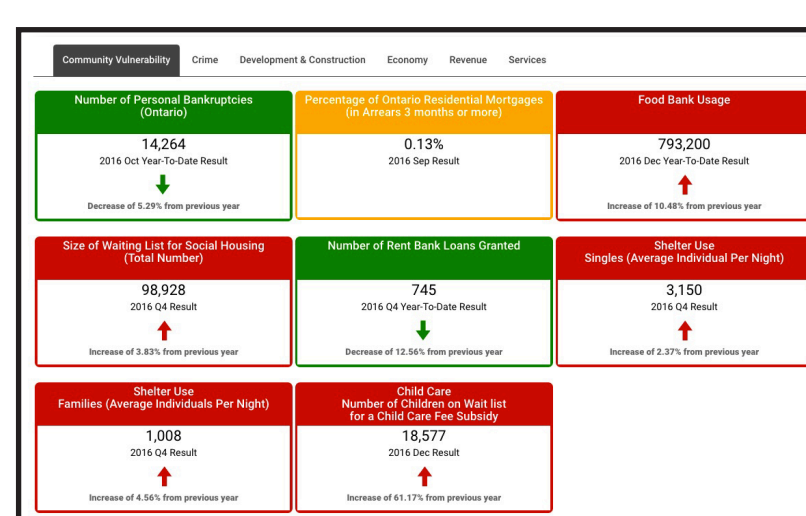 Community Vulnerability Crime Development & Construction Economy Revenue Services
Number of Personal Bankruptcies
(Ontario)
14,264
2016 Oct Year-To-Date Result
Decrease of 5.29% from previous year
Percentage of Ontario Residential Mortgages
(in Arrears 3 months or more)
0.13%
2016 Sep Result
Food Bank Usage
793,200
2016 Dec Year-To-Date Result
Increase of 10.48% from previous year
Size of Waiting List for Social Housing
(Total Number)
98,928
2016 Q4 Result
Increase of 3.83% from previous year
Number of Rent Bank Loans Granted
745
2016 Q4 Year-To-Date Result
Decrease of 12.56% from previous year
Shelter Use
Singles (Average Individual Per Night)
3,150
2016 Q4 Result
Increase of 2.37% from previous year
Shelter Use
Families (Average Individuals Per Night)
1,008
2016 Q4 Result
Increase of 4.56% from previous year
Child Care
Number of Children on Wait list
for a Child Care Fee Subsidy
18,577
2016 Dec Result
Increase of 61.17% from previous year